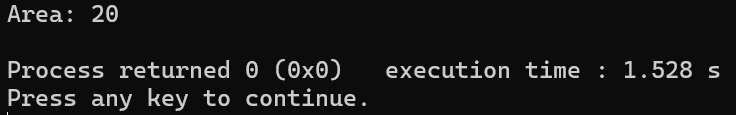 Area: 20
Process returned 0 (0x0)   execution time : 1.528 s
Press any key to continue.